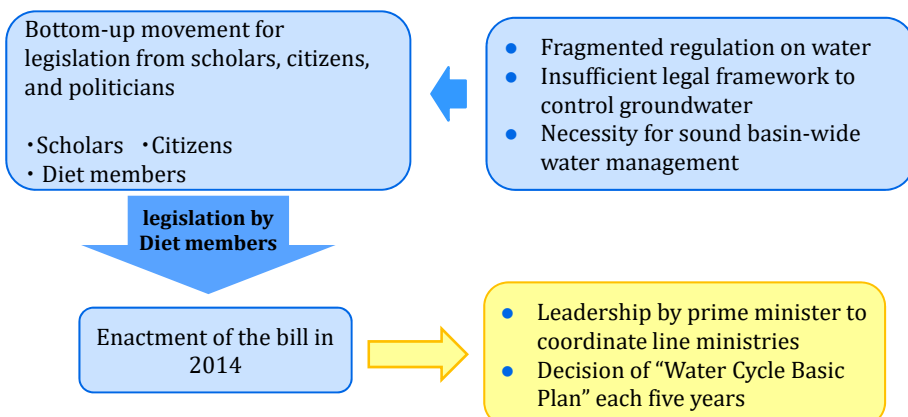 Bottom-up movement for
legislation from scholars, citizens,
and politicians
・Scholars ・Citizens
・ Diet members
● Fragmented regulation on water
● Insufficient legal framework to
control groundwater
● Necessity for sound basin-wide
water management
legislation by
Diet members
Enactment of the bill in
2014
● Leadership by prime minister to
coordinate line ministries
● Decision of “Water Cycle Basic
Plan” each five years